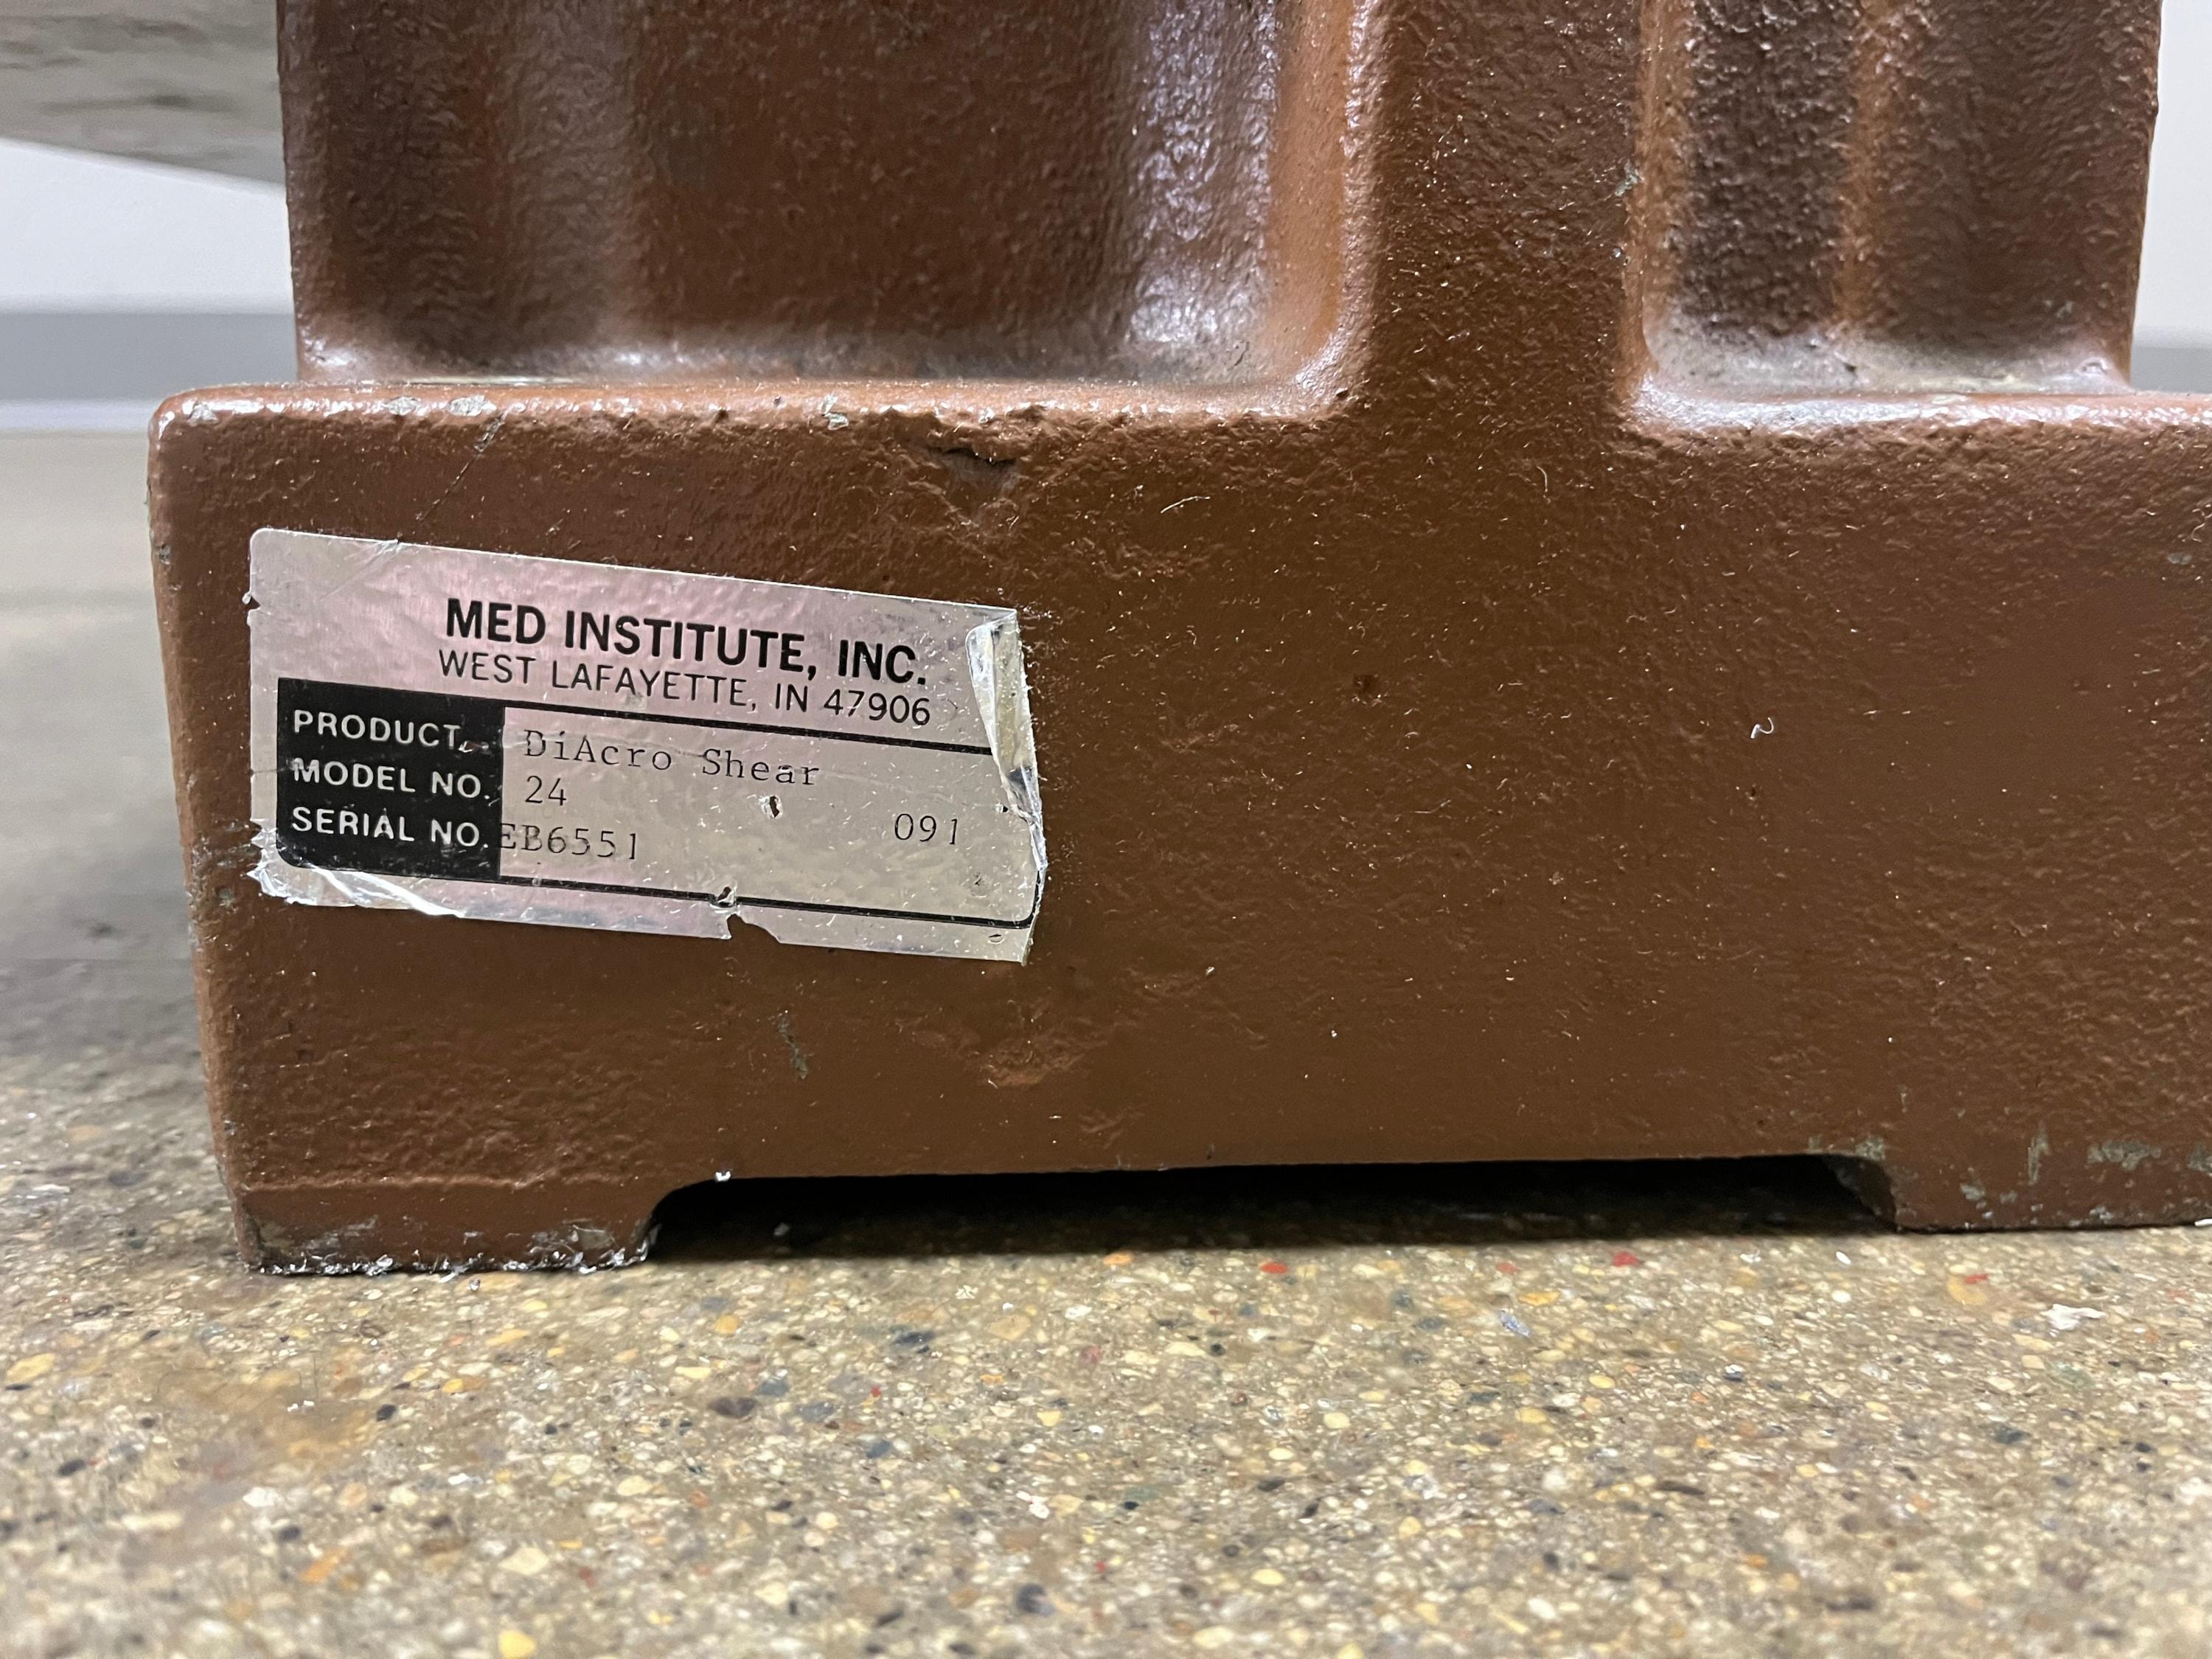 MED INSTITUTE, INC.
WEST LAFAYETTE, IN 47906
PRODUCT DiAcro Shear
MODEL NO. 24
SERIAL NO. EB6551 091